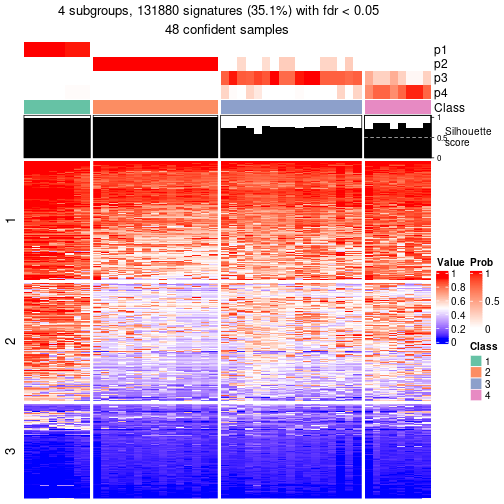 4 subgroups, 131880 signatures (35.1%) with fdr < 0.05
48 confident samples
p1
p2
p3
p4
Class
1
0.5
0
Silhouette
score
1
2
3
Value
1
0.8
0.6
0.4
0.2
0
Prob
1
0.5
0
Class
1
2
3
4